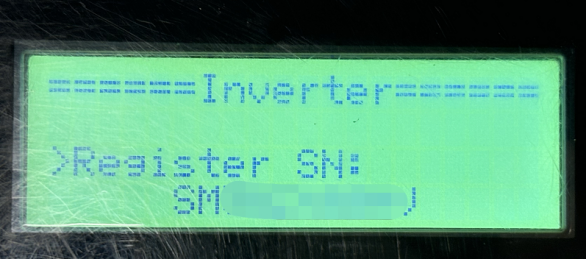 ======Inverter======
>Register SN:
SM